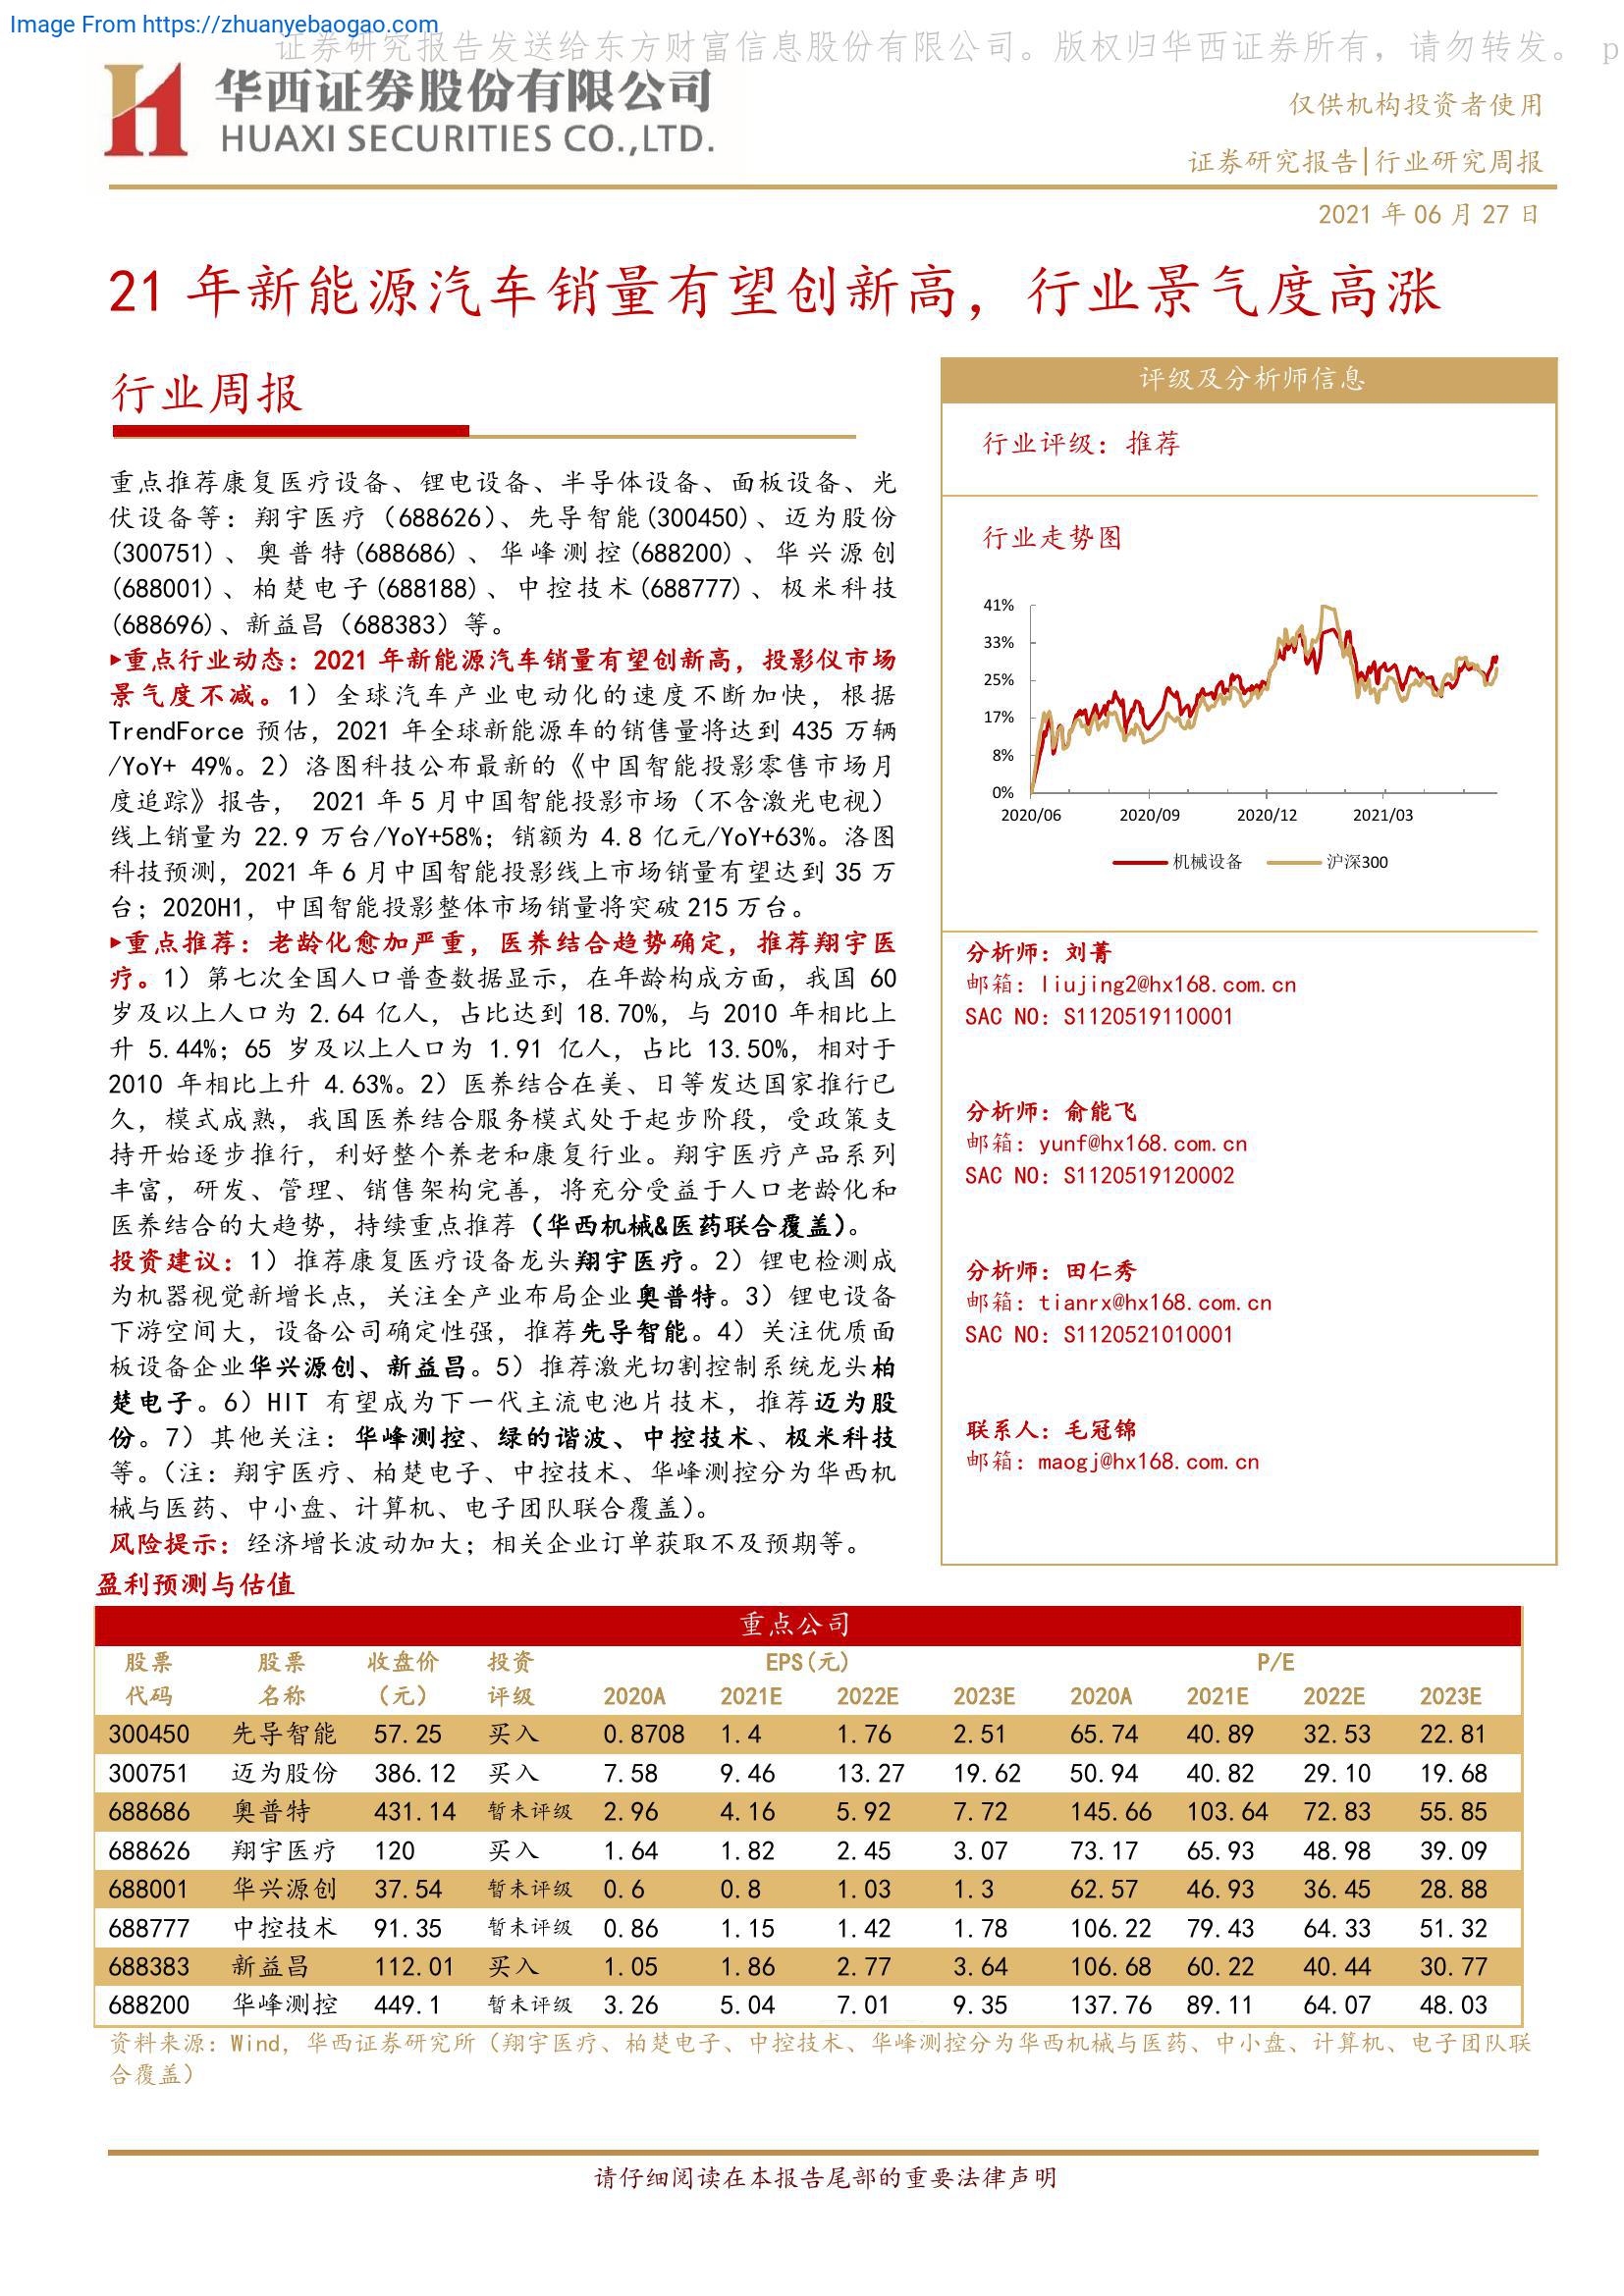 Image From https://zhuanyebaogao.com
证券研究报告发送给东方财富信息股份有限公司。版权归华西证券所有，请勿转发。 p
华西证券股份有限公司
HUAXI SECURITIES CO.,LTD.
仅供机构投资者使用
证券研究报告|行业研究周报
2021 年 06 月 27 日
21 年新能源汽车销量有望创新高，行业景气度高涨
行业周报
重点推荐康复医疗设备、锂电设备、半导体设备、面板设备、光
伏设备等：翔宇医疗（688626）、先导智能(300450)、迈为股份
(300751)、奥普特(688686)、华峰测控(688200)、华兴源创
(688001)、柏楚电子(688188)、中控技术(688777)、极米科技
(688696)、新益昌（688383）等。
▸重点行业动态：2021 年新能源汽车销量有望创新高，投影仪市场
景气度不减。1）全球汽车产业电动化的速度不断加快，根据
TrendForce 预估，2021 年全球新能源车的销售量将达到 435 万辆
/YoY+ 49%。2）洛图科技公布最新的《中国智能投影零售市场月
度追踪》报告， 2021 年 5 月中国智能投影市场（不含激光电视）
线上销量为 22.9 万台/YoY+58%；销额为 4.8 亿元/YoY+63%。洛图
科技预测，2021 年 6 月中国智能投影线上市场销量有望达到 35 万
台；2020H1，中国智能投影整体市场销量将突破 215 万台。
▸重点推荐：老龄化愈加严重，医养结合趋势确定，推荐翔宇医
疗。1）第七次全国人口普查数据显示，在年龄构成方面，我国 60
岁及以上人口为 2.64 亿人，占比达到 18.70%，与 2010 年相比上
升 5.44%；65 岁及以上人口为 1.91 亿人，占比 13.50%，相对于
2010 年相比上升 4.63%。2）医养结合在美、日等发达国家推行已
久，模式成熟，我国医养结合服务模式处于起步阶段，受政策支
持开始逐步推行，利好整个养老和康复行业。翔宇医疗产品系列
丰富，研发、管理、销售架构完善，将充分受益于人口老龄化和
医养结合的大趋势，持续重点推荐（华西机械&医药联合覆盖）。
投资建议：1）推荐康复医疗设备龙头翔宇医疗。2）锂电检测成
为机器视觉新增长点，关注全产业布局企业奥普特。3）锂电设备
下游空间大，设备公司确定性强，推荐先导智能。4）关注优质面
板设备企业华兴源创、新益昌。5）推荐激光切割控制系统龙头柏
楚电子。6）HIT 有望成为下一代主流电池片技术，推荐迈为股
份。7）其他关注：华峰测控、绿的谐波、中控技术、极米科技
等。（注：翔宇医疗、柏楚电子、中控技术、华峰测控分为华西机
械与医药、中小盘、计算机、电子团队联合覆盖）。
风险提示：经济增长波动加大；相关企业订单获取不及预期等。
评级及分析师信息
行业评级：推荐
行业走势图
41%
33%
25%
17%
8%
0%
2020/06 2020/09 2020/12 2021/03
机械设备 沪深300
分析师：刘菁
邮箱：liujing2@hx168.com.cn
SAC NO：S1120519110001
分析师：俞能飞
邮箱：yunf@hx168.com.cn
SAC NO：S1120519120002
分析师：田仁秀
邮箱：tianrx@hx168.com.cn
SAC NO：S1120521010001
联系人：毛冠锦
邮箱：maogj@hx168.com.cn
盈利预测与估值
重点公司
股票 股票 收盘价 投资 EPS(元) P/E
代码 名称 （元） 评级 2020A 2021E 2022E 2023E 2020A 2021E 2022E 2023E
300450 先导智能 57.25 买入 0.8708 1.4 1.76 2.51 65.74 40.89 32.53 22.81
300751 迈为股份 386.12 买入 7.58 9.46 13.27 19.62 50.94 40.82 29.10 19.68
688686 奥普特 431.14 暂未评级 2.96 4.16 5.92 7.72 145.66 103.64 72.83 55.85
688626 翔宇医疗 120 买入 1.64 1.82 2.45 3.07 73.17 65.93 48.98 39.09
688001 华兴源创 37.54 暂未评级 0.6 0.8 1.03 1.3 62.57 46.93 36.45 28.88
688777 中控技术 91.35 暂未评级 0.86 1.15 1.42 1.78 106.22 79.43 64.33 51.32
688383 新益昌 112.01 买入 1.05 1.86 2.77 3.64 106.68 60.22 40.44 30.77
688200 华峰测控 449.1 暂未评级 3.26 5.04 7.01 9.35 137.76 89.11 64.07 48.03
资料来源：Wind，华西证券研究所（翔宇医疗、柏楚电子、中控技术、华峰测控分为华西机械与医药、中小盘、计算机、电子团队联
合覆盖）
请仔细阅读在本报告尾部的重要法律声明